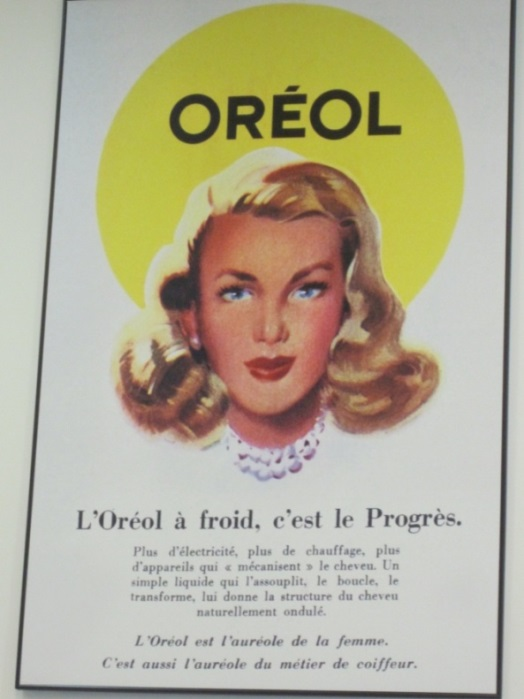 ORÉOL
L'Oréol à froid, c'est le Progrès.
Plus d'électricité, plus de chauffage, plus
d'appareils qui « mécanisent » le cheveu. Un
simple liquide qui l'assouplit, le boucle, le
transforme, lui donne la structure du cheveu
naturellement ondulé.
L'Oréol est l'auréole de la femme.
C'est aussi l'auréole du métier de coiffeur.